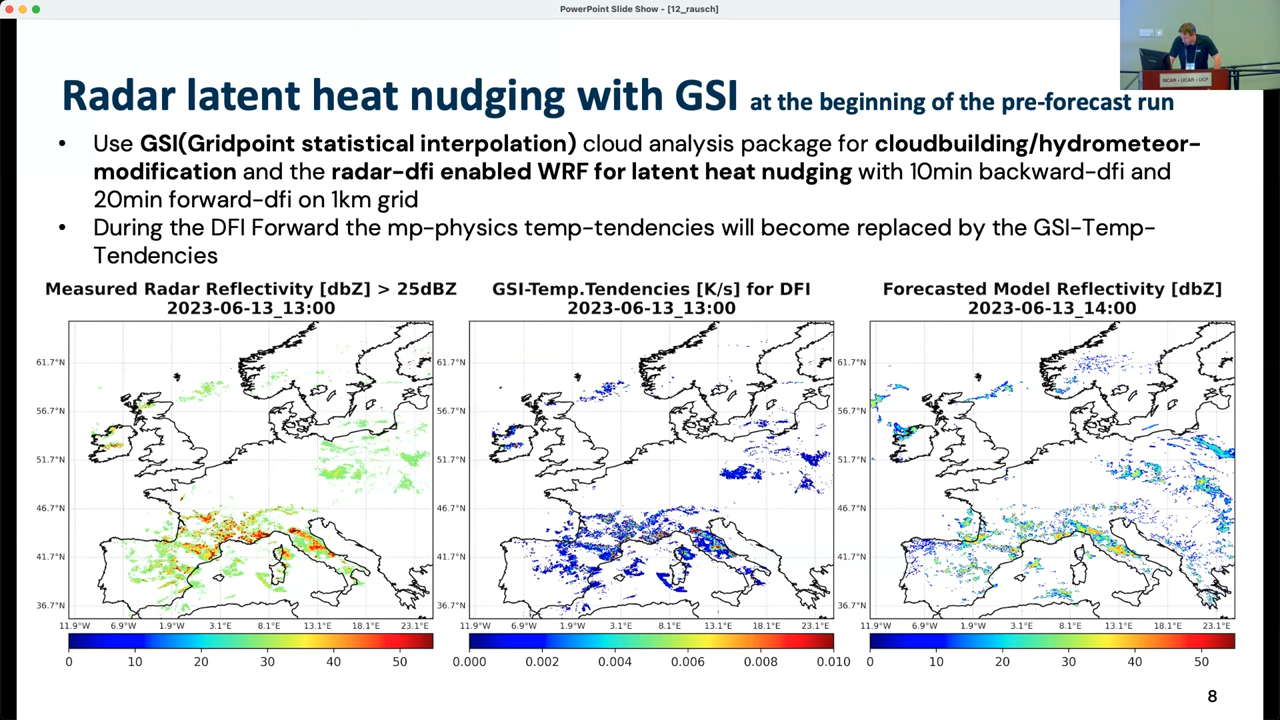 PowerPoint Slide Show - [12_rausch]
NCAR • UCAR • UCP
Radar latent heat nudging with GSI at the beginning of the pre-forecast run
• Use GSI(Gridpoint statistical interpolation) cloud analysis package for cloudbuilding/hydrometeor-
modification and the radar-dfi enabled WRF for latent heat nudging with 10min backward-dfi and
20min forward-dfi on 1km grid
• During the DFI Forward the mp-physics temp-tendencies will become replaced by the GSI-Temp-
Tendencies
Measured Radar Reflectivity [dbZ] > 25dBZ
2023-06-13_13:00
61.7°N
56.7°N
51.7°N
46.7°N
41.7°N
36.7°N
11.9°W 6.9°W 1.9°W 3.1°E 8.1°E 13.1°E 18.1°E 23.1°E
0 10 20 30 40 50
GSI-Temp.Tendencies [K/s] for DFI
2023-06-13_13:00
61.7°N
56.7°N
51.7°N
46.7°N
41.7°N
36.7°N
11.9°W 6.9°W 1.9°W 3.1°E 8.1°E 13.1°E 18.1°E 23.1°E
0.000 0.002 0.004 0.006 0.008 0.010
Forecasted Model Reflectivity [dbZ]
2023-06-13_14:00
61.7°N
56.7°N
51.7°N
46.7°N
41.7°N
36.7°N
11.9°W 6.9°W 1.9°W 3.1°E 8.1°E 13.1°E 18.1°E 23.1°E
0 10 20 30 40 50
8